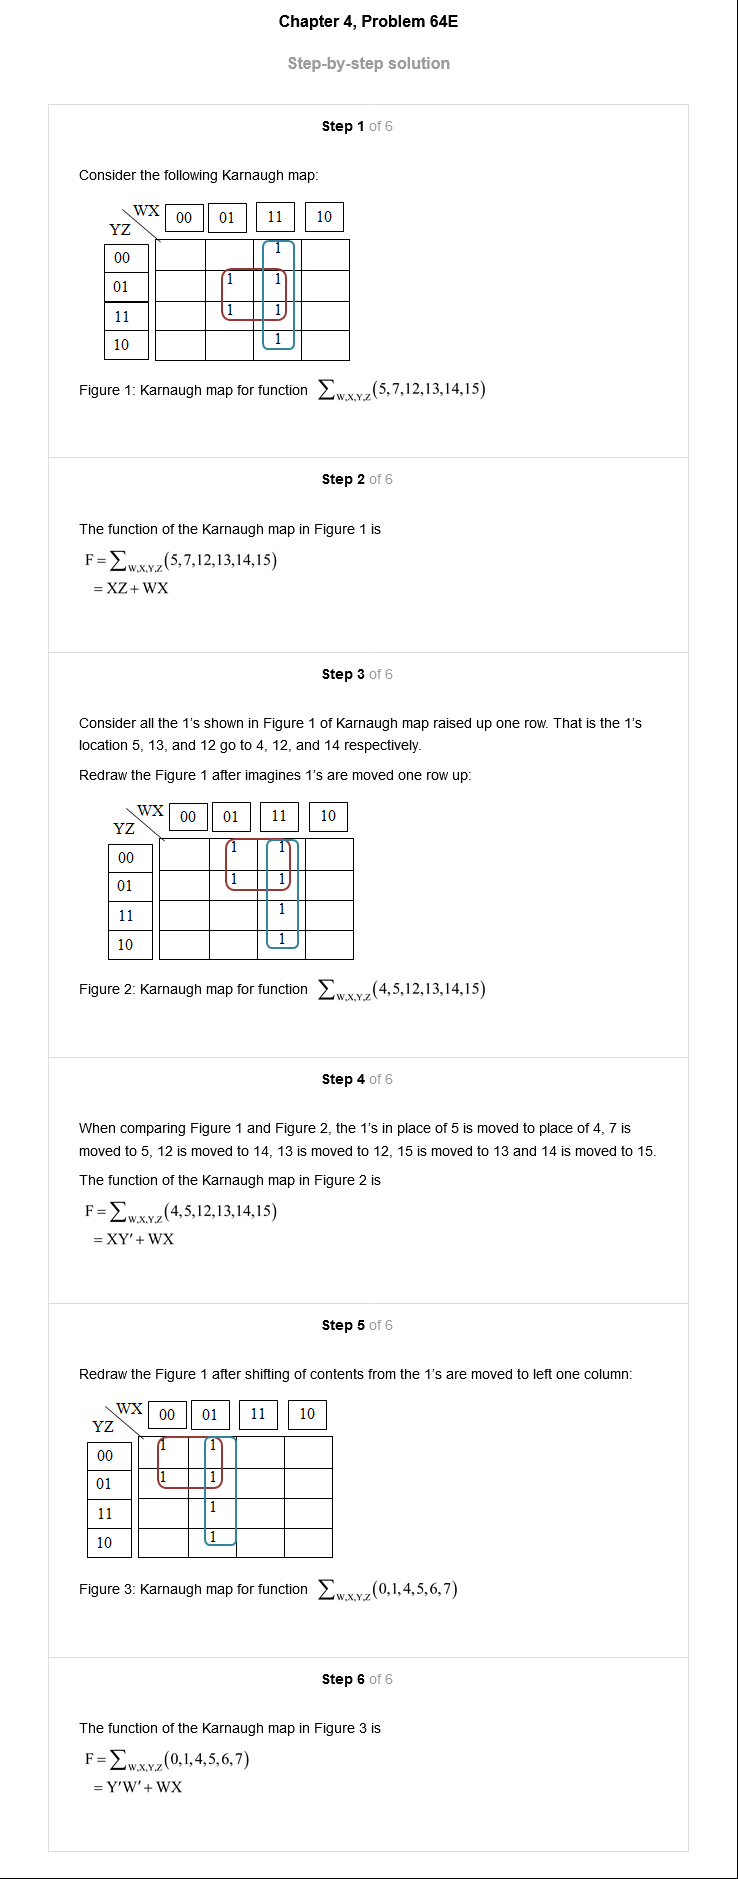 Chapter 4, Problem 64E
Step-by-step solution
Step 1 of 6
Consider the following Karnaugh map:
WX 00 01 11 10
YZ
00 1
01 1 1
11 1 1
10 1
Figure 1: Karnaugh map for function ∑W,X,Y,Z(5,7,12,13,14,15)
Step 2 of 6
The function of the Karnaugh map in Figure 1 is
F = ∑W,X,Y,Z(5,7,12,13,14,15)
= XZ + WX
Step 3 of 6
Consider all the 1's shown in Figure 1 of Karnaugh map raised up one row. That is the 1's
location 5, 13, and 12 go to 4, 12, and 14 respectively.
Redraw the Figure 1 after imagines 1's are moved one row up:
WX 00 01 11 10
YZ
00 1 1
01 1 1
11 1
10 1
Figure 2: Karnaugh map for function ∑W,X,Y,Z(4,5,12,13,14,15)
Step 4 of 6
When comparing Figure 1 and Figure 2, the 1's in place of 5 is moved to place of 4, 7 is
moved to 5, 12 is moved to 14, 13 is moved to 12, 15 is moved to 13 and 14 is moved to 15.
The function of the Karnaugh map in Figure 2 is
F = ∑W,X,Y,Z(4,5,12,13,14,15)
= XY′ + WX
Step 5 of 6
Redraw the Figure 1 after shifting of contents from the 1's are moved to left one column:
WX 00 01 11 10
YZ
00 1 1
01 1 1
11 1
10 1
Figure 3: Karnaugh map for function ∑W,X,Y,Z(0,1,4,5,6,7)
Step 6 of 6
The function of the Karnaugh map in Figure 3 is
F = ∑W,X,Y,Z(0,1,4,5,6,7)
= Y′W′ + WX